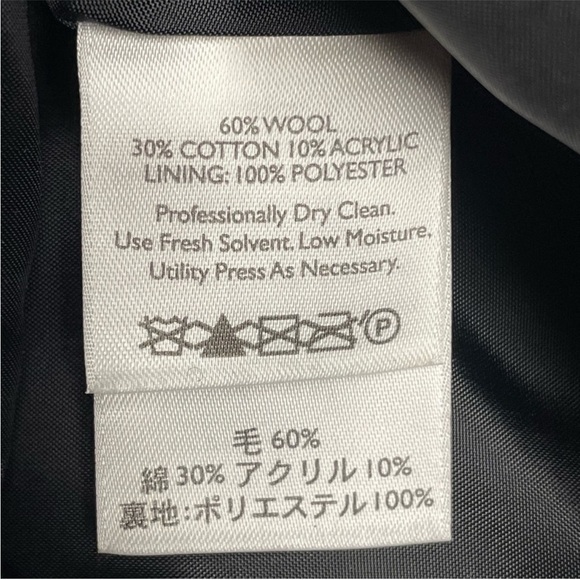 60% WOOL
30% COTTON 10% ACRYLIC
LINING: 100% POLYESTER
Professionally Dry Clean.
Use Fresh Solvent. Low Moisture.
Utility Press As Necessary.
P
毛 60%
綿 30% アクリル 10%
裏地:ポリエステル 100%